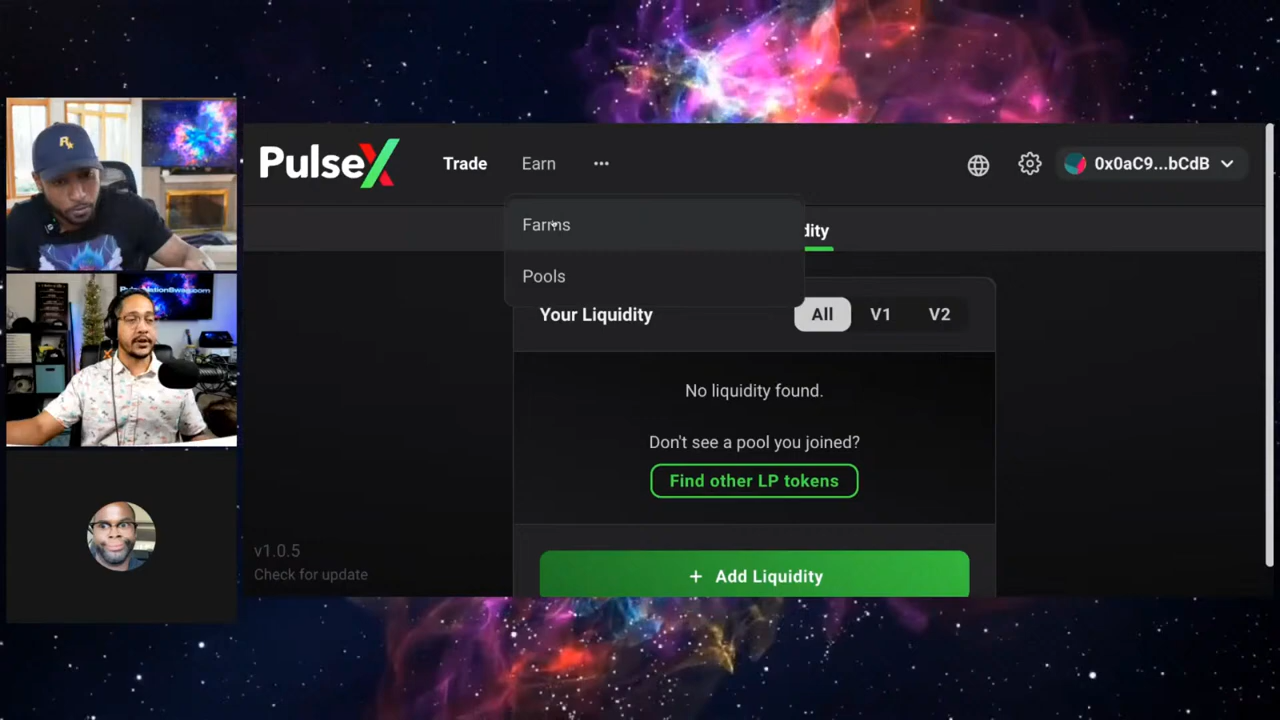 PulseX
Trade
Earn
...
0x0aC9...bCdB
Farms
Pools
dity
Your Liquidity
All
V1
V2
No liquidity found.
Don't see a pool you joined?
Find other LP tokens
+ Add Liquidity
v1.0.5
Check for update